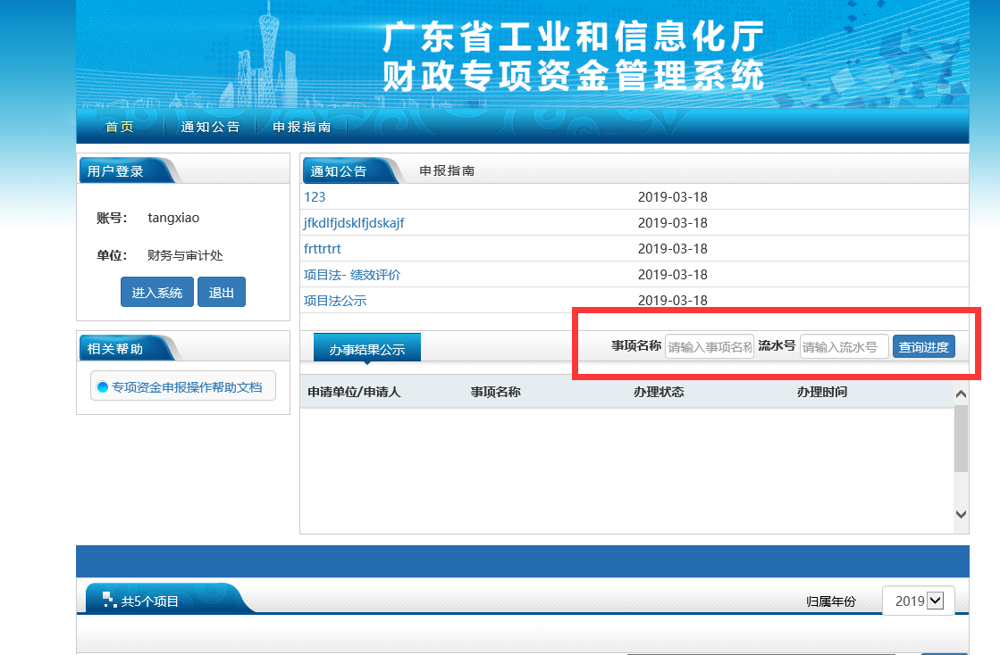 广东省工业和信息化厅
财政专项资金管理系统
首页 通知公告 申报指南
用户登录
账号： tangxiao
单位： 财务与审计处
进入系统 退出
相关帮助
专项资金申报操作帮助文档
通知公告 申报指南
123 2019-03-18
jfkdlfjdsklfjdskajf 2019-03-18
frttrtrt 2019-03-18
项目法- 绩效评价 2019-03-18
项目法公示 2019-03-18
办事结果公示 事项名称 请输入事项名称 流水号 请输入流水号 查询进度
申请单位/申请人 事项名称 办理状态 办理时间
共5个项目 归属年份 2019